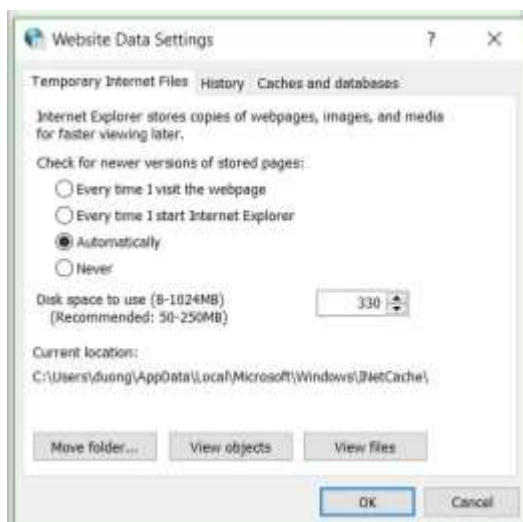 Website Data Settings ?
Temporary Internet Files History Caches and databases
Internet Explorer stores copies of webpages, images, and media
for faster viewing later.
Check for newer versions of stored pages:
Every time I visit the webpage
Every time I start Internet Explorer
Automatically
Never
Disk space to use (8-1024MB)
330
(Recommended: 50-250MB)
Current location:
C:\Users\duong\AppData\Local\Microsoft\Windows\INetCache\
Move folder... View objects View files
OK Cancel